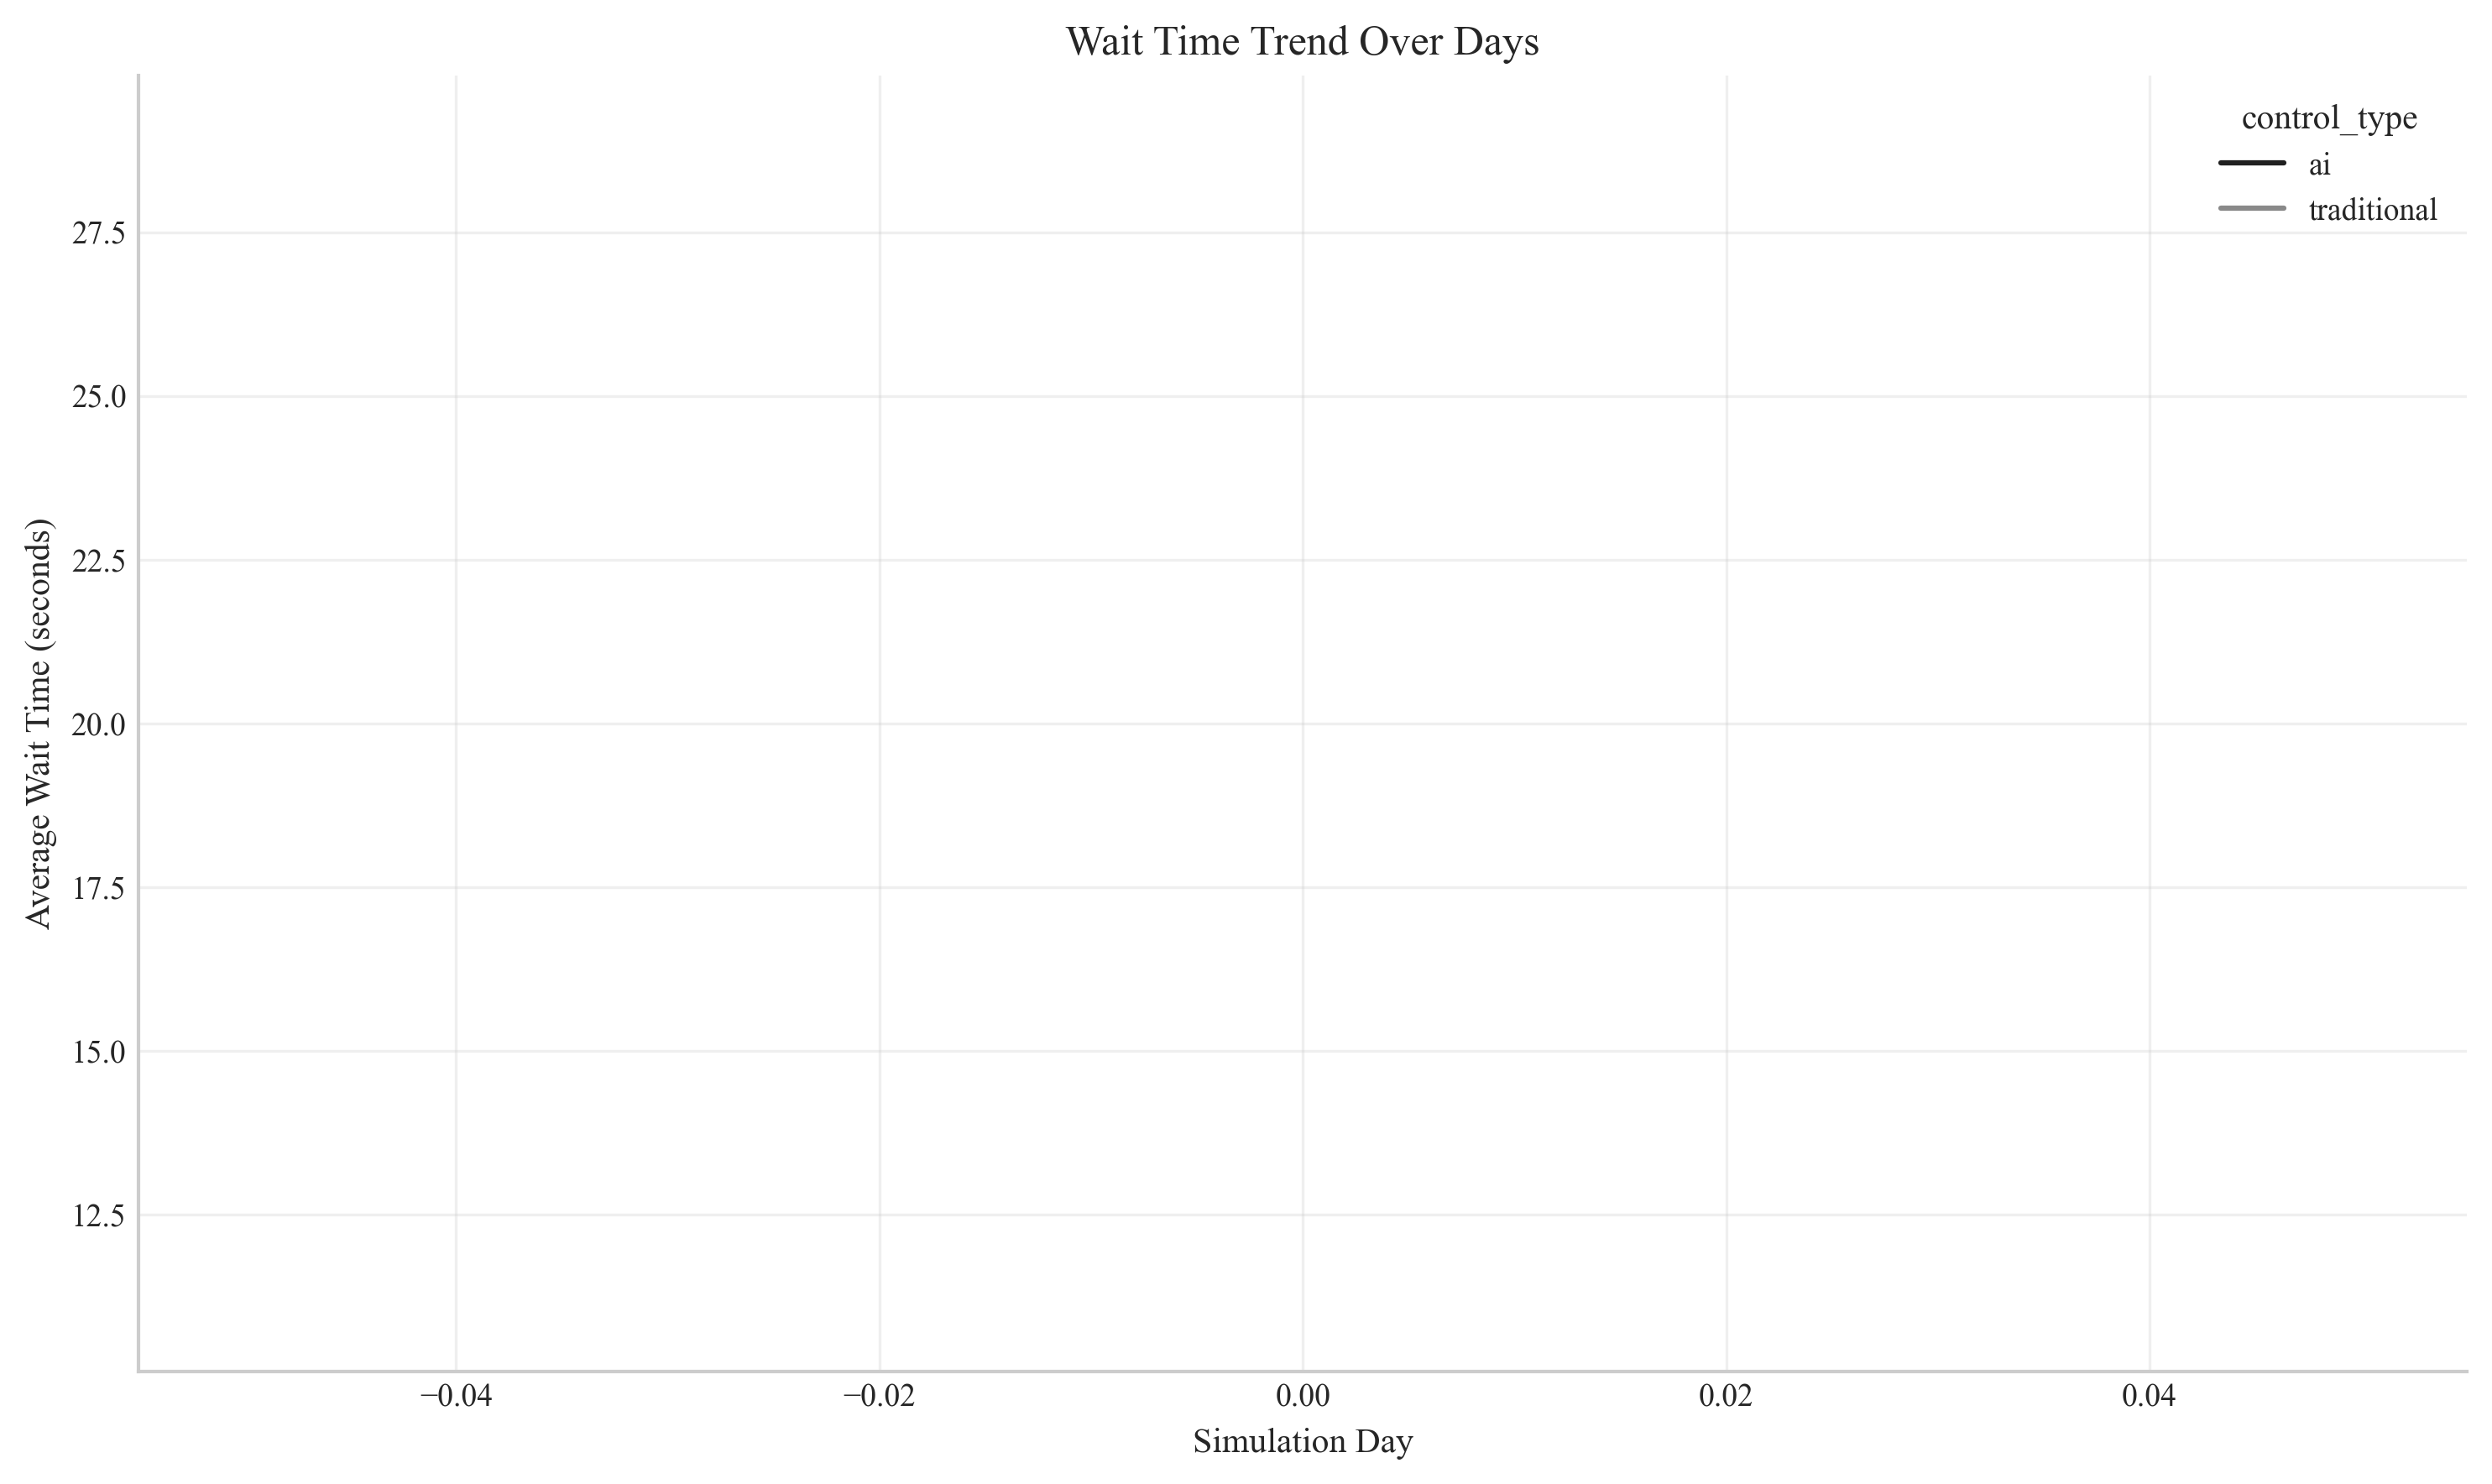 Wait Time Trend Over Days
control_type
ai
traditional
27.5
25.0
22.5
20.0
17.5
15.0
12.5
Average Wait Time (seconds)
−0.04
−0.02
0.00
0.02
0.04
Simulation Day